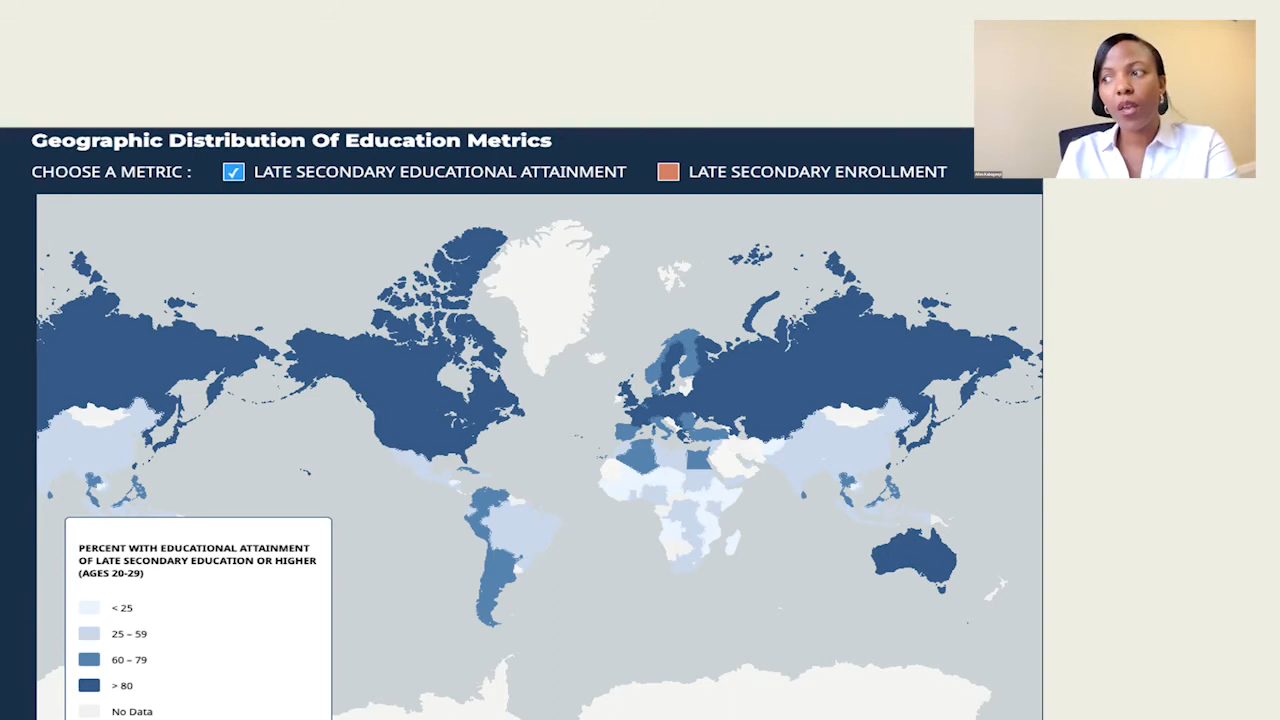 Geographic Distribution Of Education Metrics
CHOOSE A METRIC : LATE SECONDARY EDUCATIONAL ATTAINMENT LATE SECONDARY ENROLLMENT
PERCENT WITH EDUCATIONAL ATTAINMENT
OF LATE SECONDARY EDUCATION OR HIGHER
(AGES 20-29)
< 25
25 – 59
60 – 79
> 80
No Data